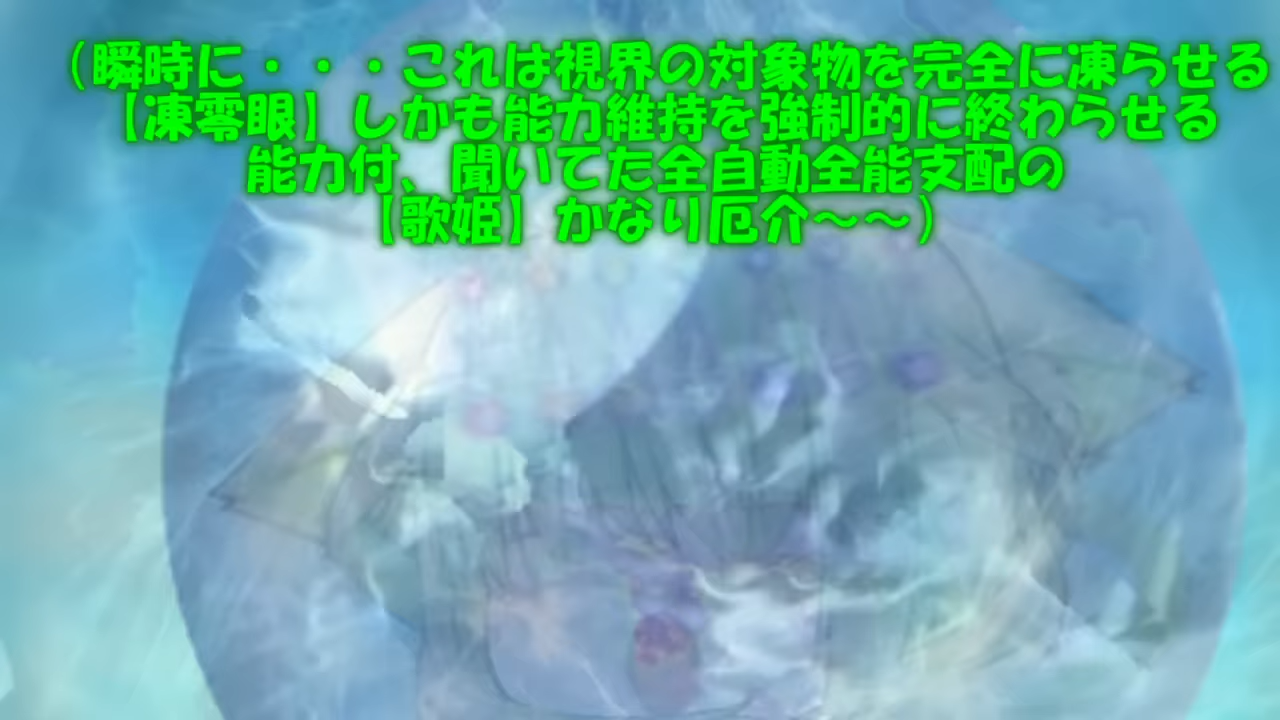 （瞬時に・・・これは視界の対象物を完全に凍らせる
【凍零眼】しかも能力維持を強制的に終わらせる
能力付、聞いてた全自動全能支配の
【歌姫】かなり厄介～～）